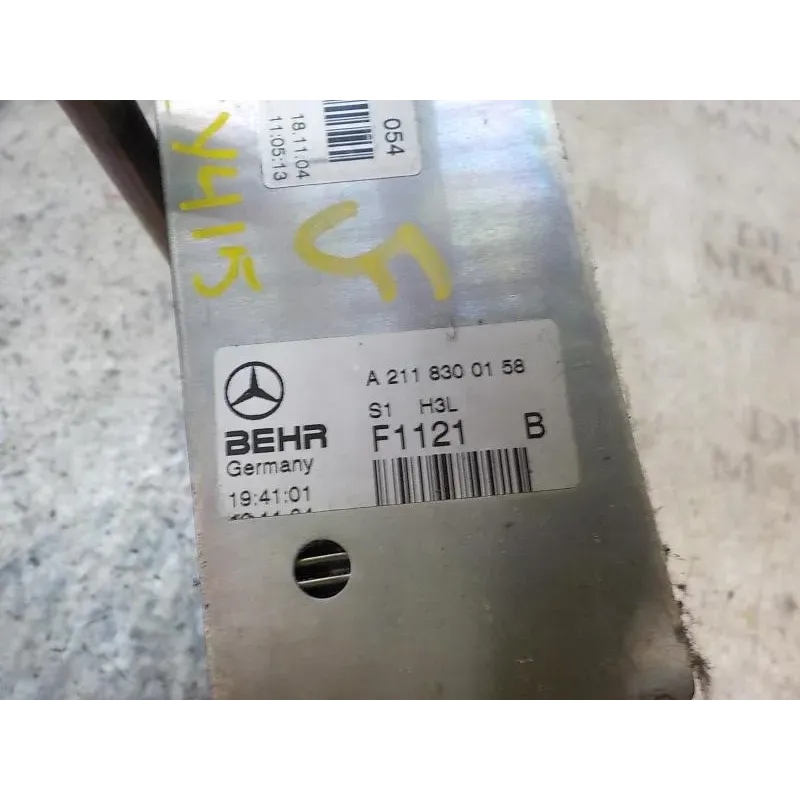 054
18.11.04
11:05:13
Y415
A 211 830 01 58
S1 H3L
BEHR
F1121 B
Germany
19:41:01